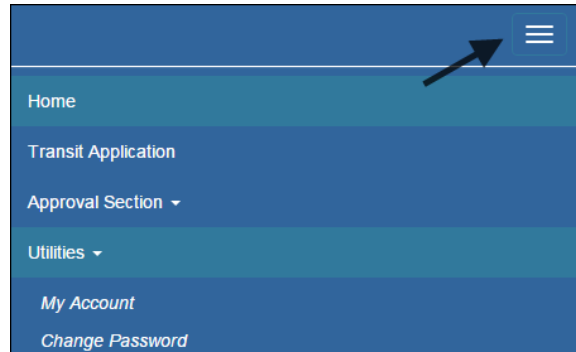 Home
Transit Application
Approval Section
Utilities
My Account
Change Password